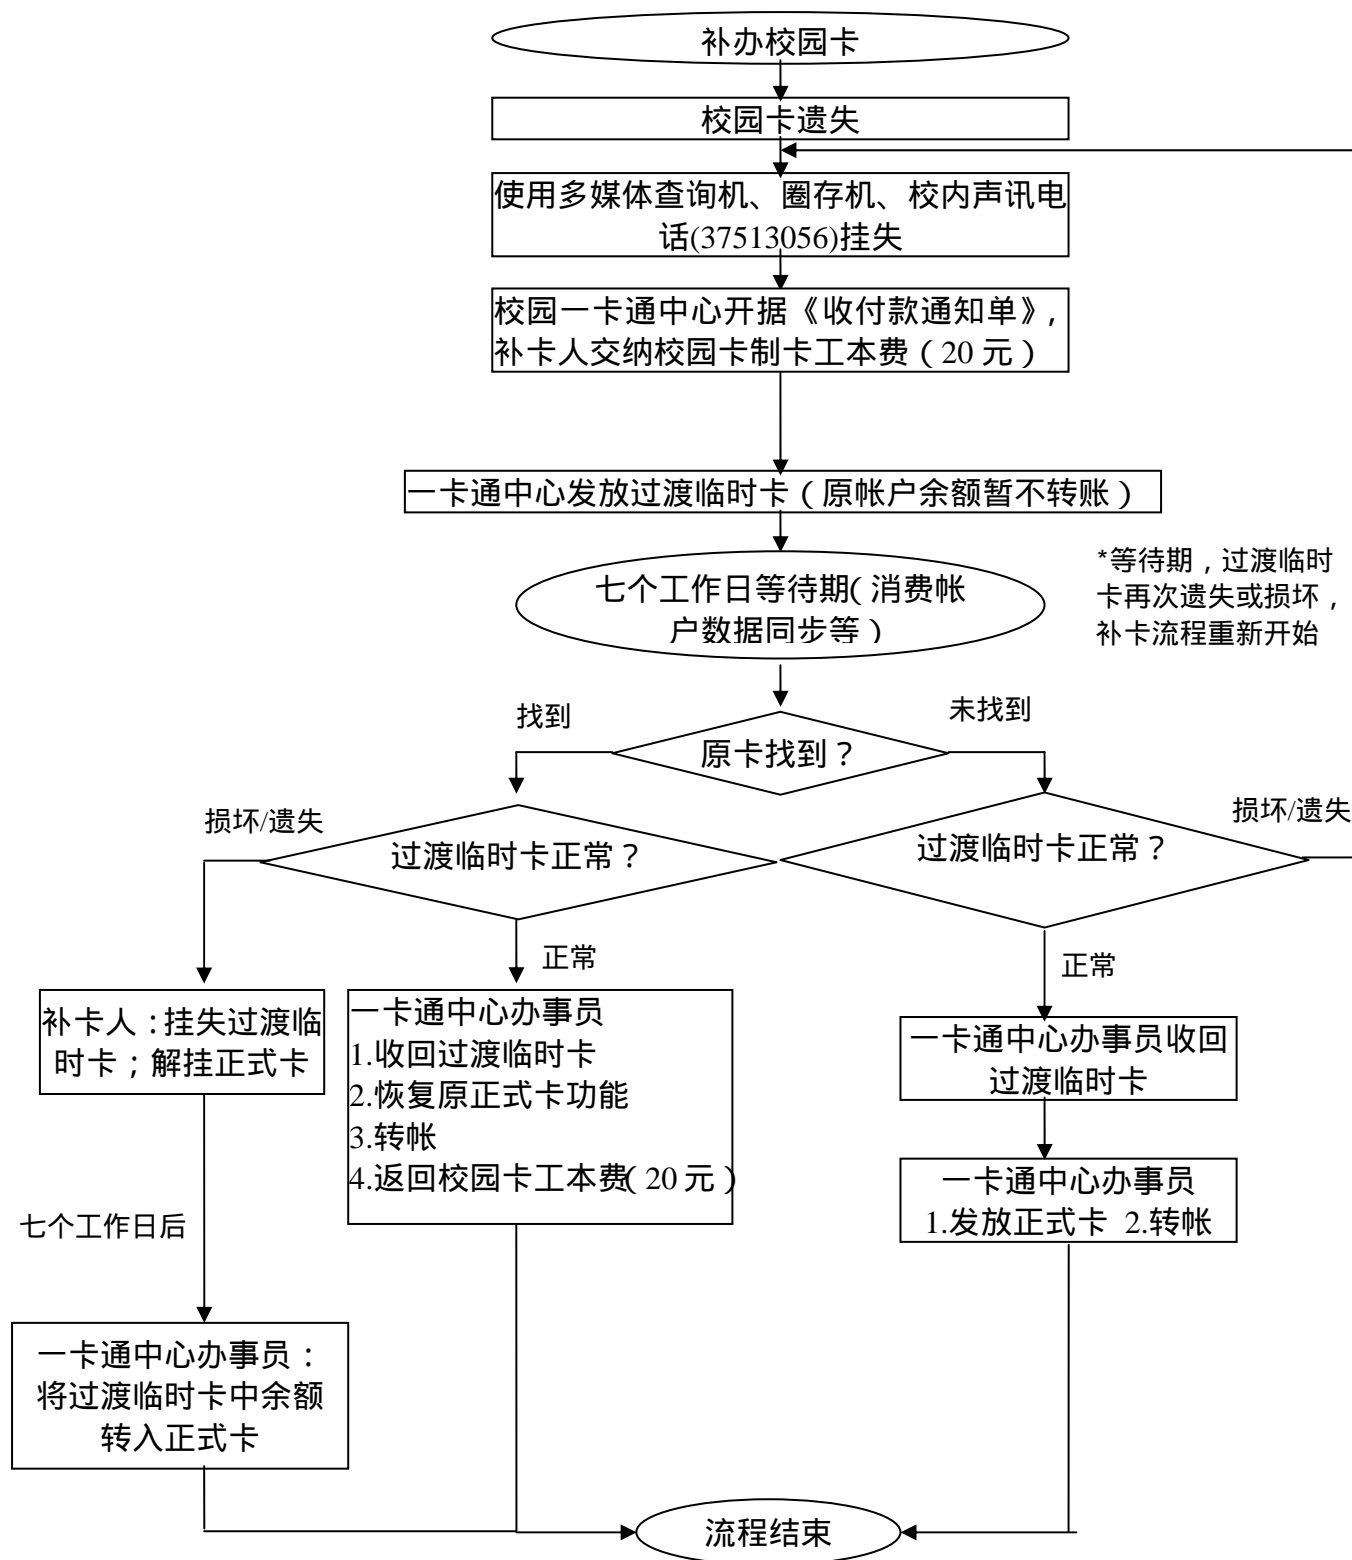 补办校园卡
校园卡遗失
使用多媒体查询机、圈存机、校内声讯电
话(37513056)挂失
校园一卡通中心开据《收付款通知单》,
补卡人交纳校园卡制卡工本费（20 元）
一卡通中心发放过渡临时卡（原帐户余额暂不转账）
七个工作日等待期（消费帐
户数据同步等）
*等待期，过渡临时
卡再次遗失或损坏，
补卡流程重新开始
找到
未找到
原卡找到？
损坏/遗失
损坏/遗失
过渡临时卡正常？
过渡临时卡正常？
正常
正常
补卡人：挂失过渡临
时卡；解挂正式卡
一卡通中心办事员
1.收回过渡临时卡
2.恢复原正式卡功能
3.转帐
4.返回校园卡工本费（20 元）
一卡通中心办事员收回
过渡临时卡
一卡通中心办事员
1.发放正式卡 2.转帐
七个工作日后
一卡通中心办事员：
将过渡临时卡中余额
转入正式卡
流程结束